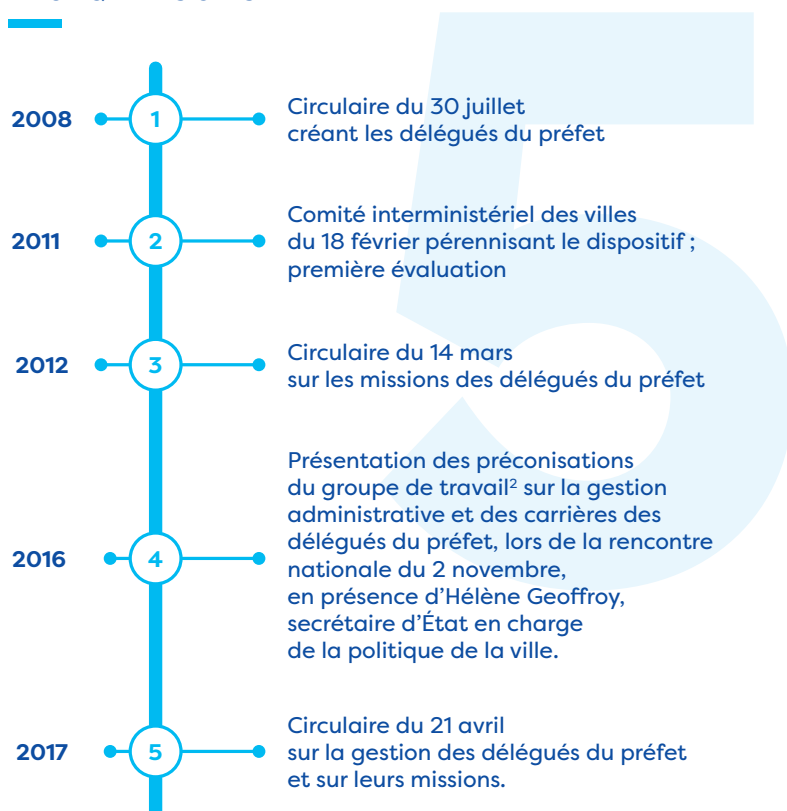 2008
1
Circulaire du 30 juillet
créant les délégués du préfet
2011
2
Comité interministériel des villes
du 18 février pérennisant le dispositif ;
première évaluation
2012
3
Circulaire du 14 mars
sur les missions des délégués du préfet
2016
4
Présentation des préconisations
du groupe de travail² sur la gestion
administrative et des carrières des
délégués du préfet, lors de la rencontre
nationale du 2 novembre,
en présence d’Hélène Geoffroy,
secrétaire d’État en charge
de la politique de la ville.
2017
5
Circulaire du 21 avril
sur la gestion des délégués du préfet
et sur leurs missions.
5